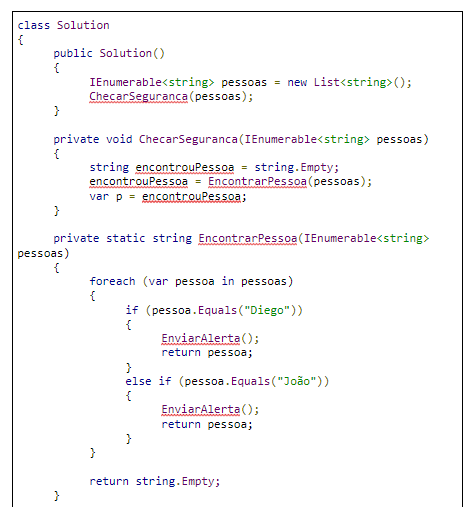 class Solution
{
public Solution()
{
IEnumerable<string> pessoas = new List<string>();
ChecarSeguranca(pessoas);
}
private void ChecarSeguranca(IEnumerable<string> pessoas)
{
string encontrouPessoa = string.Empty;
encontrouPessoa = EncontrarPessoa(pessoas);
var p = encontrouPessoa;
}
private static string EncontrarPessoa(IEnumerable<string>
pessoas)
{
foreach (var pessoa in pessoas)
{
if (pessoa.Equals("Diego"))
{
EnviarAlerta();
return pessoa;
}
else if (pessoa.Equals("João"))
{
EnviarAlerta();
return pessoa;
}
}
return string.Empty;
}